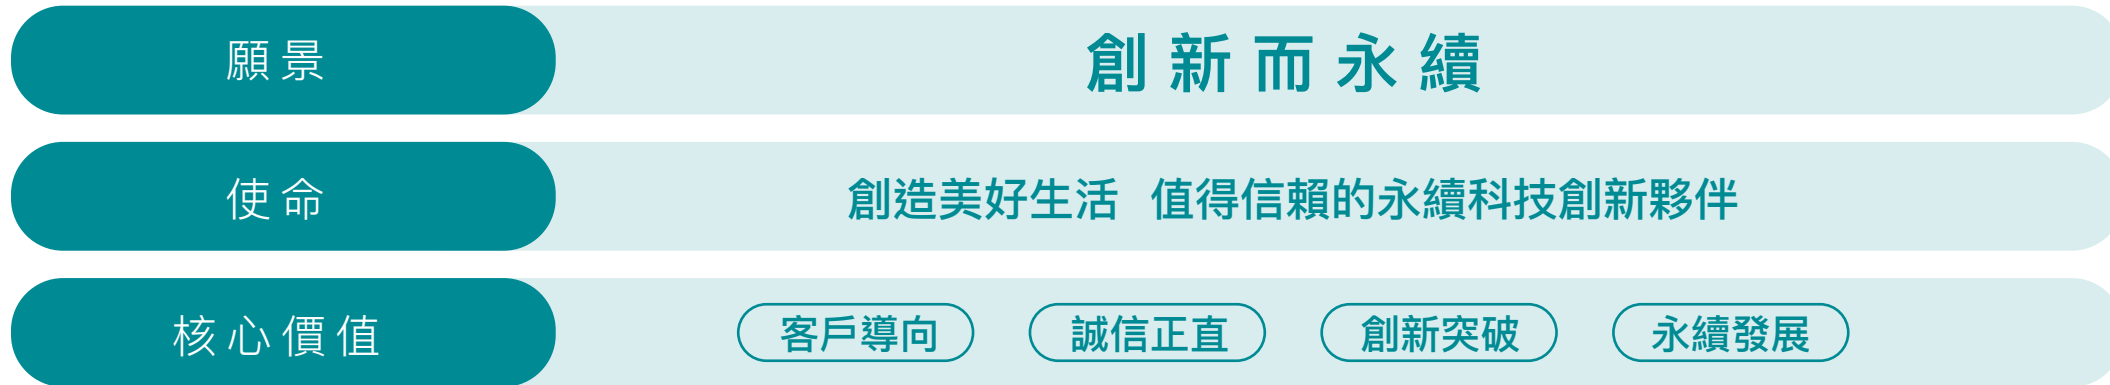 願景 創新而永續
使命 創造美好生活 值得信賴的永續科技創新夥伴
核心價值 客戶導向 誠信正直 創新突破 永續發展